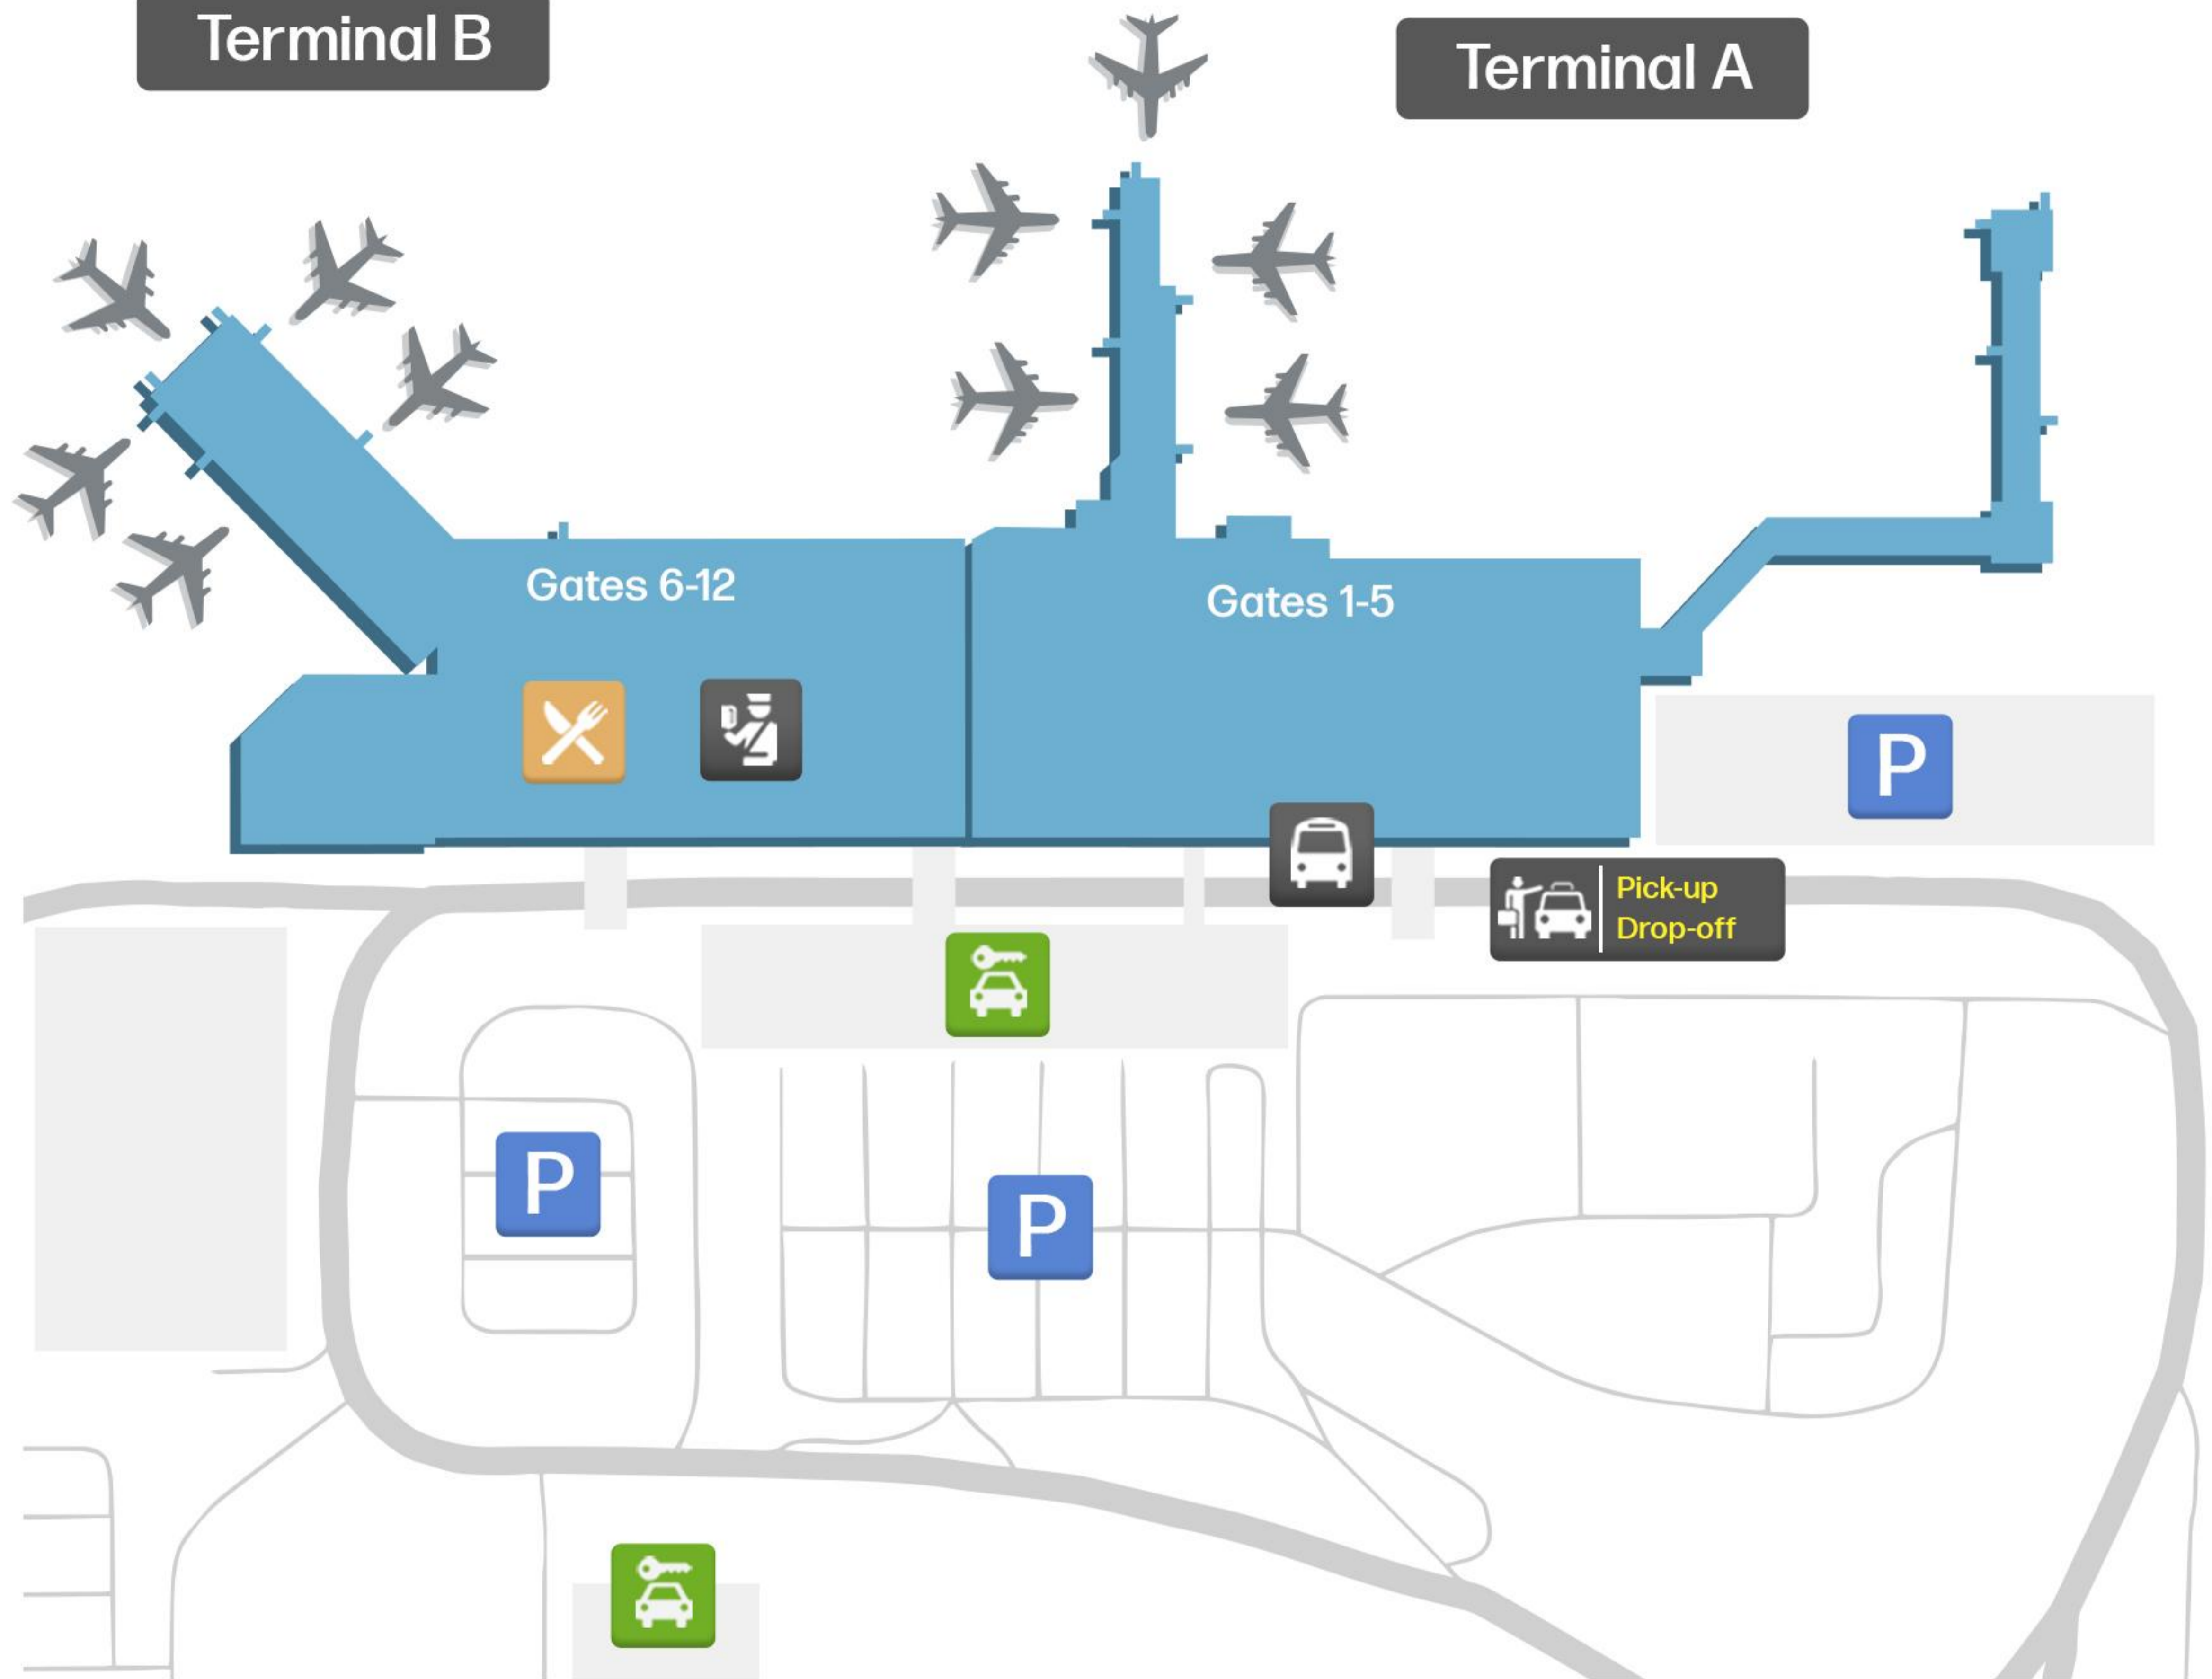 Terminal B
Terminal A
Gates 6-12
Gates 1-5
P
Pick-up
Drop-off
P
P